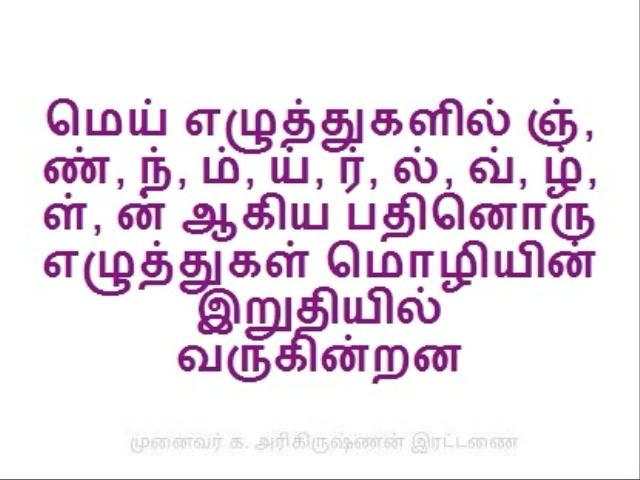 மெய் எழுத்துகளில் ஞ்,
ண், ந், ம், ய், ர், ல், வ், ழ்,
ள், ன் ஆகிய பதினொரு
எழுத்துகள் மொழியின்
இறுதியில்
வருகின்றன
முனைவர் க. அரிகிருஷ்ணன் இரட்டணை